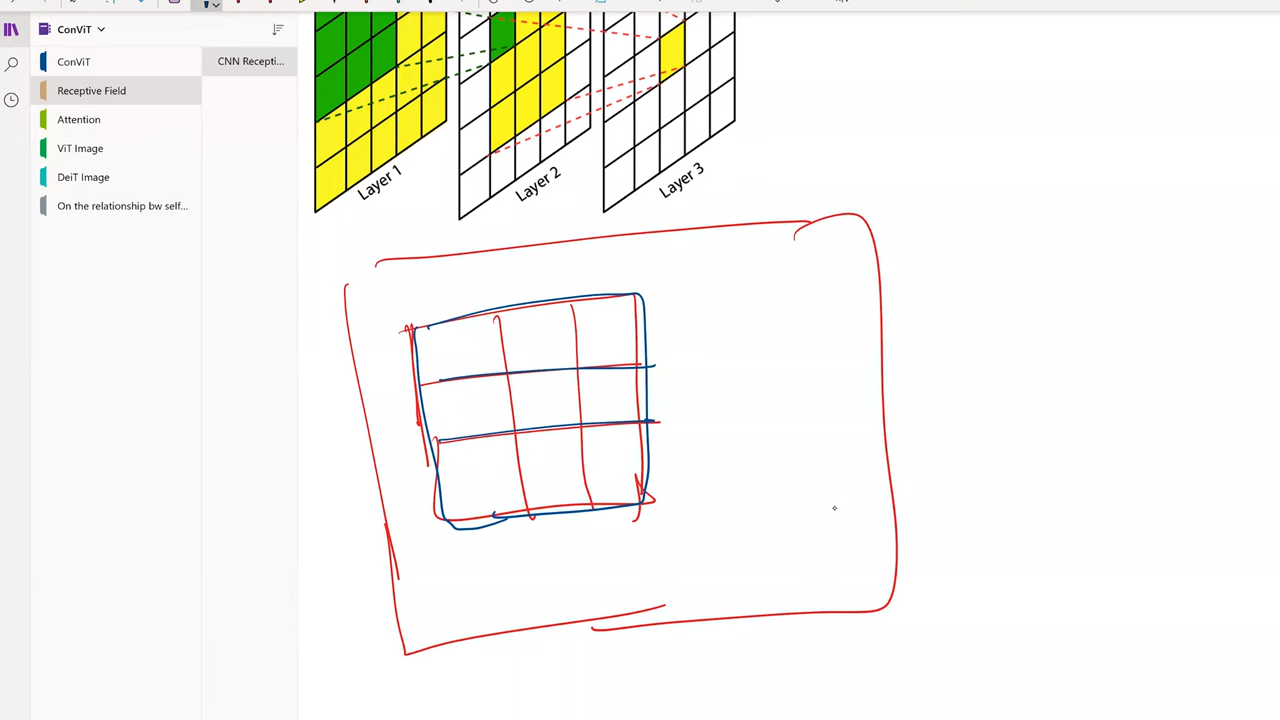 ConViT
ConViT
CNN Recepti...
Receptive Field
Attention
ViT Image
DeiT Image
On the relationship bw self...
Layer 1
Layer 2
Layer 3